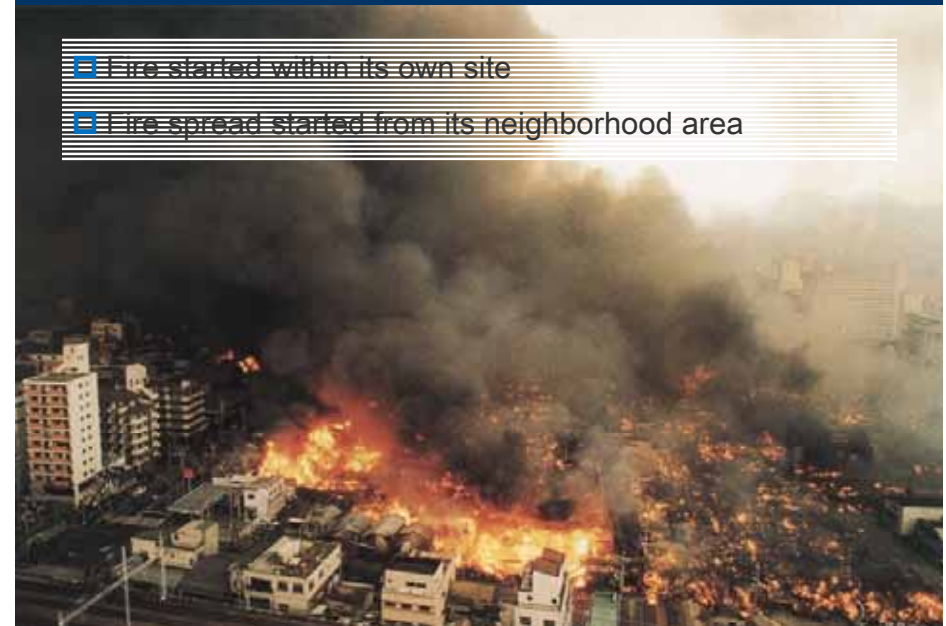 Fire started within its own site
Fire spread started from its neighborhood area